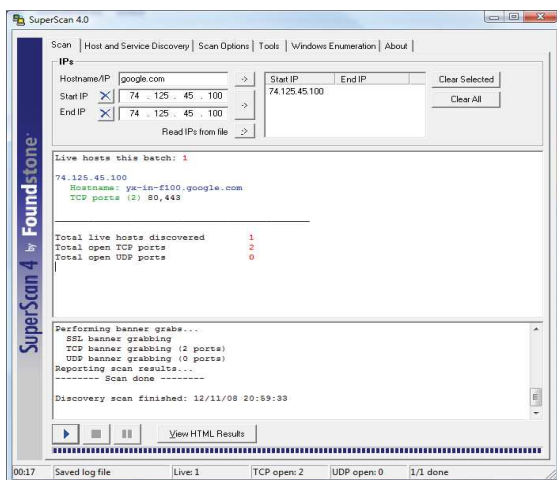 SuperScan 4.0
Scan Host and Service Discovery Scan Options Tools Windows Enumeration About
IPs
Hostname/IP google.com -> Start IP End IP Clear Selected
Start IP X 74 . 125 . 45 . 100 -> 74.125.45.100 Clear All
End IP X 74 . 125 . 45 . 100
Read IPs from file ->
SuperScan 4 by Foundstone
Live hosts this batch: 1
74.125.45.100
Hostname: yx-in-f100.google.com
TCP ports (2) 80,443
Total live hosts discovered 1
Total open TCP ports 2
Total open UDP ports 0
Performing banner grabs...
SSL banner grabbing
TCP banner grabbing (2 ports)
UDP banner grabbing (0 ports)
Reporting scan results...
-------- Scan done --------
Discovery scan finished: 12/11/08 20:59:33
View HTML Results
00:17 Saved log file Live: 1 TCP open: 2 UDP open: 0 1/1 done